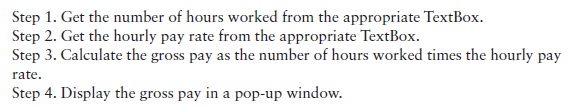 Step 1. Get the number of hours worked from the appropriate TextBox.
Step 2. Get the hourly pay rate from the appropriate TextBox.
Step 3. Calculate the gross pay as the number of hours worked times the hourly pay
rate.
Step 4. Display the gross pay in a pop-up window.